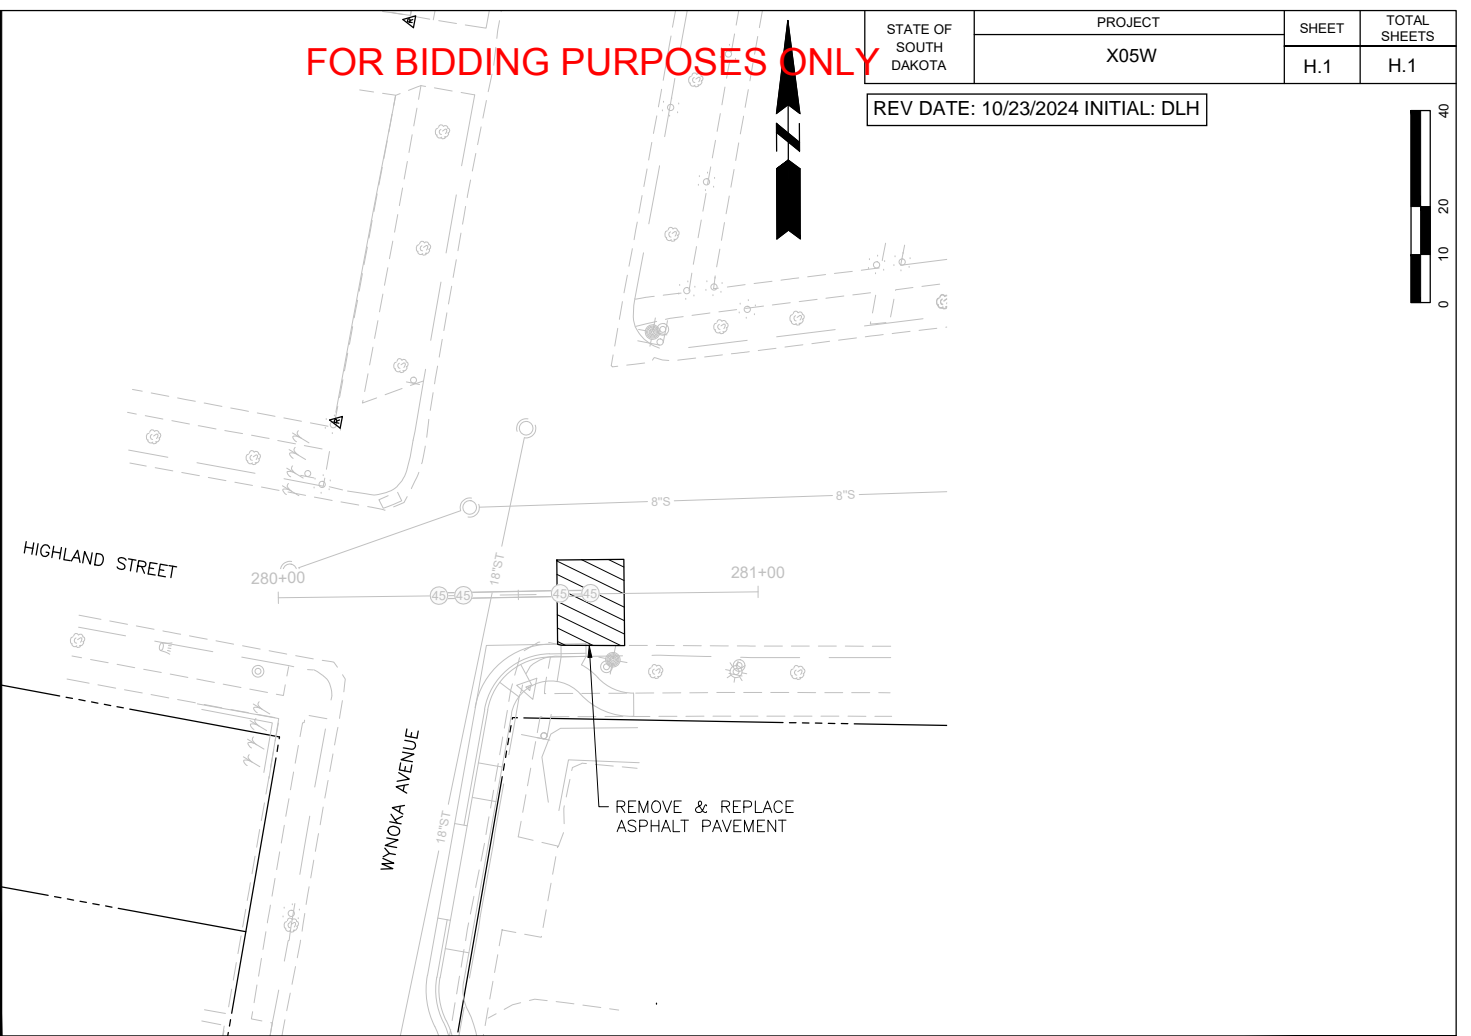 FOR BIDDING PURPOSES ONLY
STATE OF
SOUTH
DAKOTA
PROJECT
X05W
SHEET
H.1
TOTAL
SHEETS
H.1
REV DATE: 10/23/2024 INITIAL: DLH
N
40
20
10
0
8"S
8"S
HIGHLAND STREET
280+00
18"ST
281+00
45
45
45
45
WYNOKA AVENUE
18"ST
REMOVE & REPLACE
ASPHALT PAVEMENT